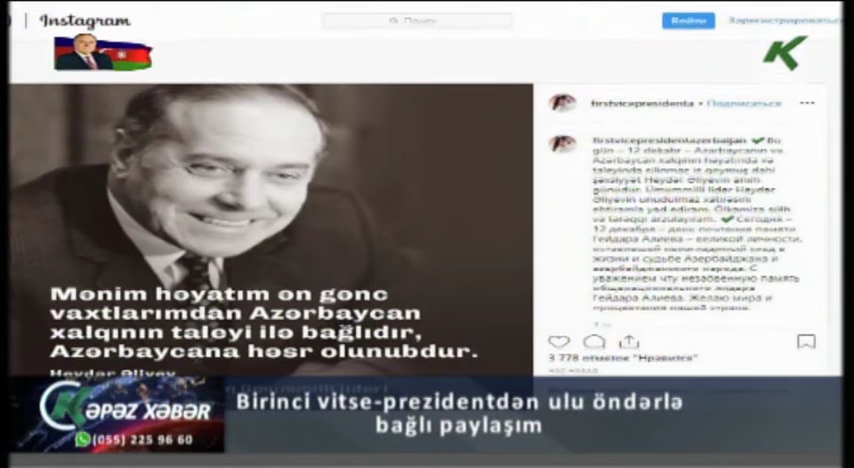 Instagram
Поиск
Войти
Зарегистрироваться
firstvicepresidenta • Подписаться
firstvicepresidentazerbaijan ✔ Bu
gün – 12 dekabr – Azərbaycanın və
Azərbaycan xalqının həyatında və
taleyində silinməz iz qoymuş dahi
şəxsiyyət Heydər Əliyevin anım
günüdür. Ümummilli lider Heydər
Əliyevin unudulmaz xatirəsini
ehtiramla yad edirəm. Ölkəmizə sülh
və tərəqqi arzulayıram. ✔ Сегодня –
12 декабря – день почтения памяти
Гейдара Алиева – великой личности,
жизни и судьбе Азербайджана и
азербайджанского народа. С
уважением чту незабвенную память
общенационального лидера
Гейдара Алиева. Желаю мира и
процветания нашей стране.
3 778 отметок "Нравится"
Mənim həyatım ən gənc
vaxtlarımdan Azərbaycan
xalqının taleyi ilə bağlıdır,
Azərbaycana həsr olunubdur.
Heydər Əliyev
KƏPƏZ XƏBƏR
(055) 225 96 60
Birinci vitse-prezidentdən ulu öndərlə
bağlı paylaşım